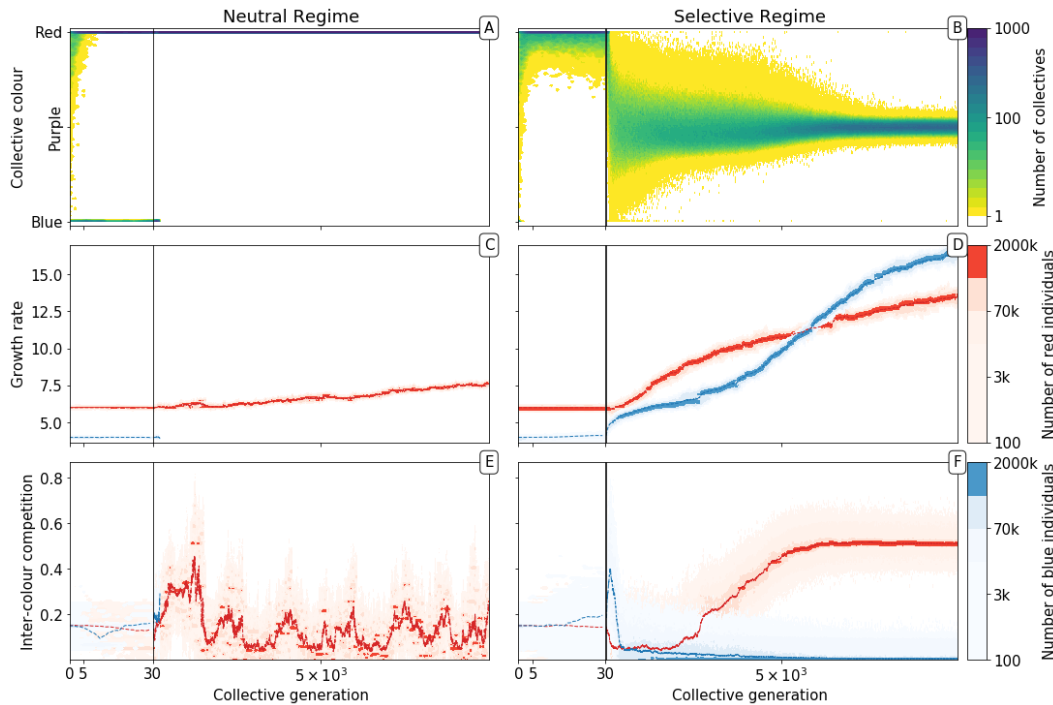 Neutral Regime
Selective Regime
A
B
Red
Purple
Blue
Collective colour
1000
100
1
Number of collectives
C
D
15.0
12.5
10.0
7.5
5.0
Growth rate
2000k
70k
3k
100
Number of red individuals
E
F
0.8
0.6
0.4
0.2
Inter-colour competition
2000k
70k
3k
100
Number of blue individuals
0 5 30 5 × 10³
0 5 30 5 × 10³
Collective generation
Collective generation